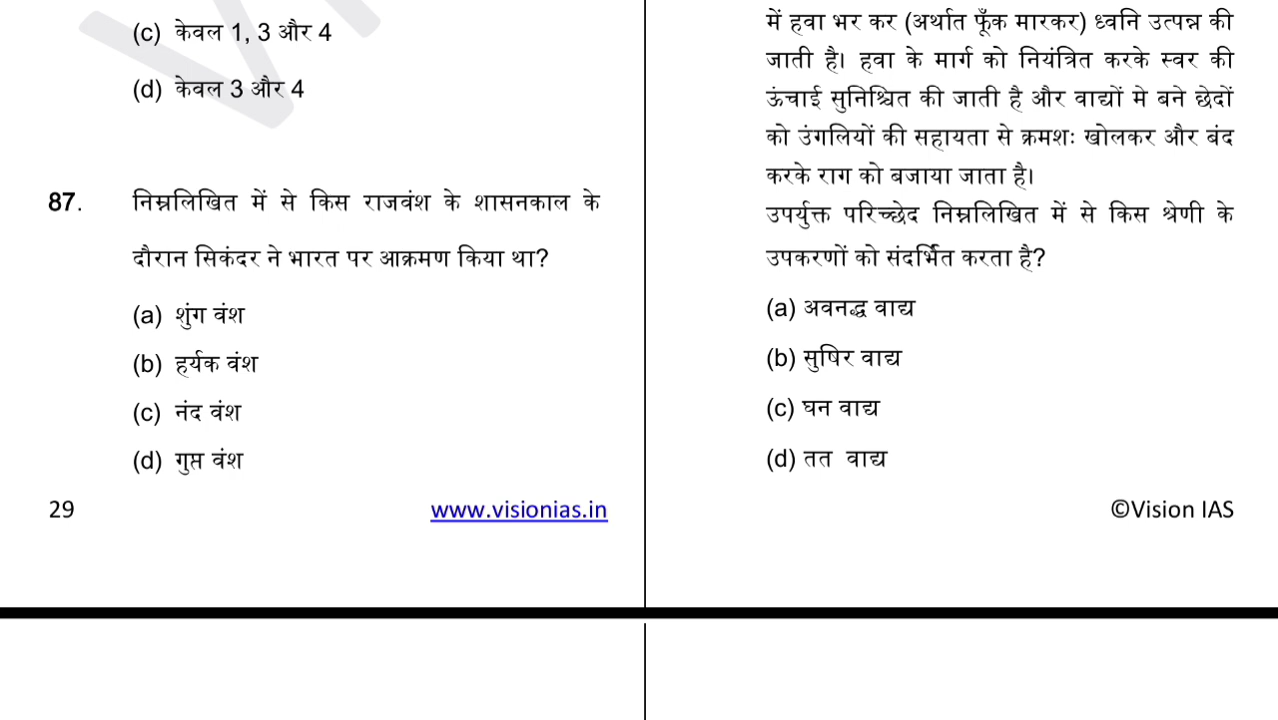 (c) केवल 1, 3 और 4
(d) केवल 3 और 4
87. निम्नलिखित में से किस राजवंश के शासनकाल के
दौरान सिकंदर ने भारत पर आक्रमण किया था?
(a) शुंग वंश
(b) हर्यक वंश
(c) नंद वंश
(d) गुप्त वंश
में हवा भर कर (अर्थात फूँक मारकर) ध्वनि उत्पन्न की
जाती है। हवा के मार्ग को नियंत्रित करके स्वर की
ऊंचाई सुनिश्चित की जाती है और वाद्यों मे बने छेदों
को उंगलियों की सहायता से क्रमशः खोलकर और बंद
करके राग को बजाया जाता है।
उपर्युक्त परिच्छेद निम्नलिखित में से किस श्रेणी के
उपकरणों को संदर्भित करता है?
(a) अवनद्ध वाद्य
(b) सुषिर वाद्य
(c) घन वाद्य
(d) तत वाद्य
29 www.visionias.in ©Vision IAS